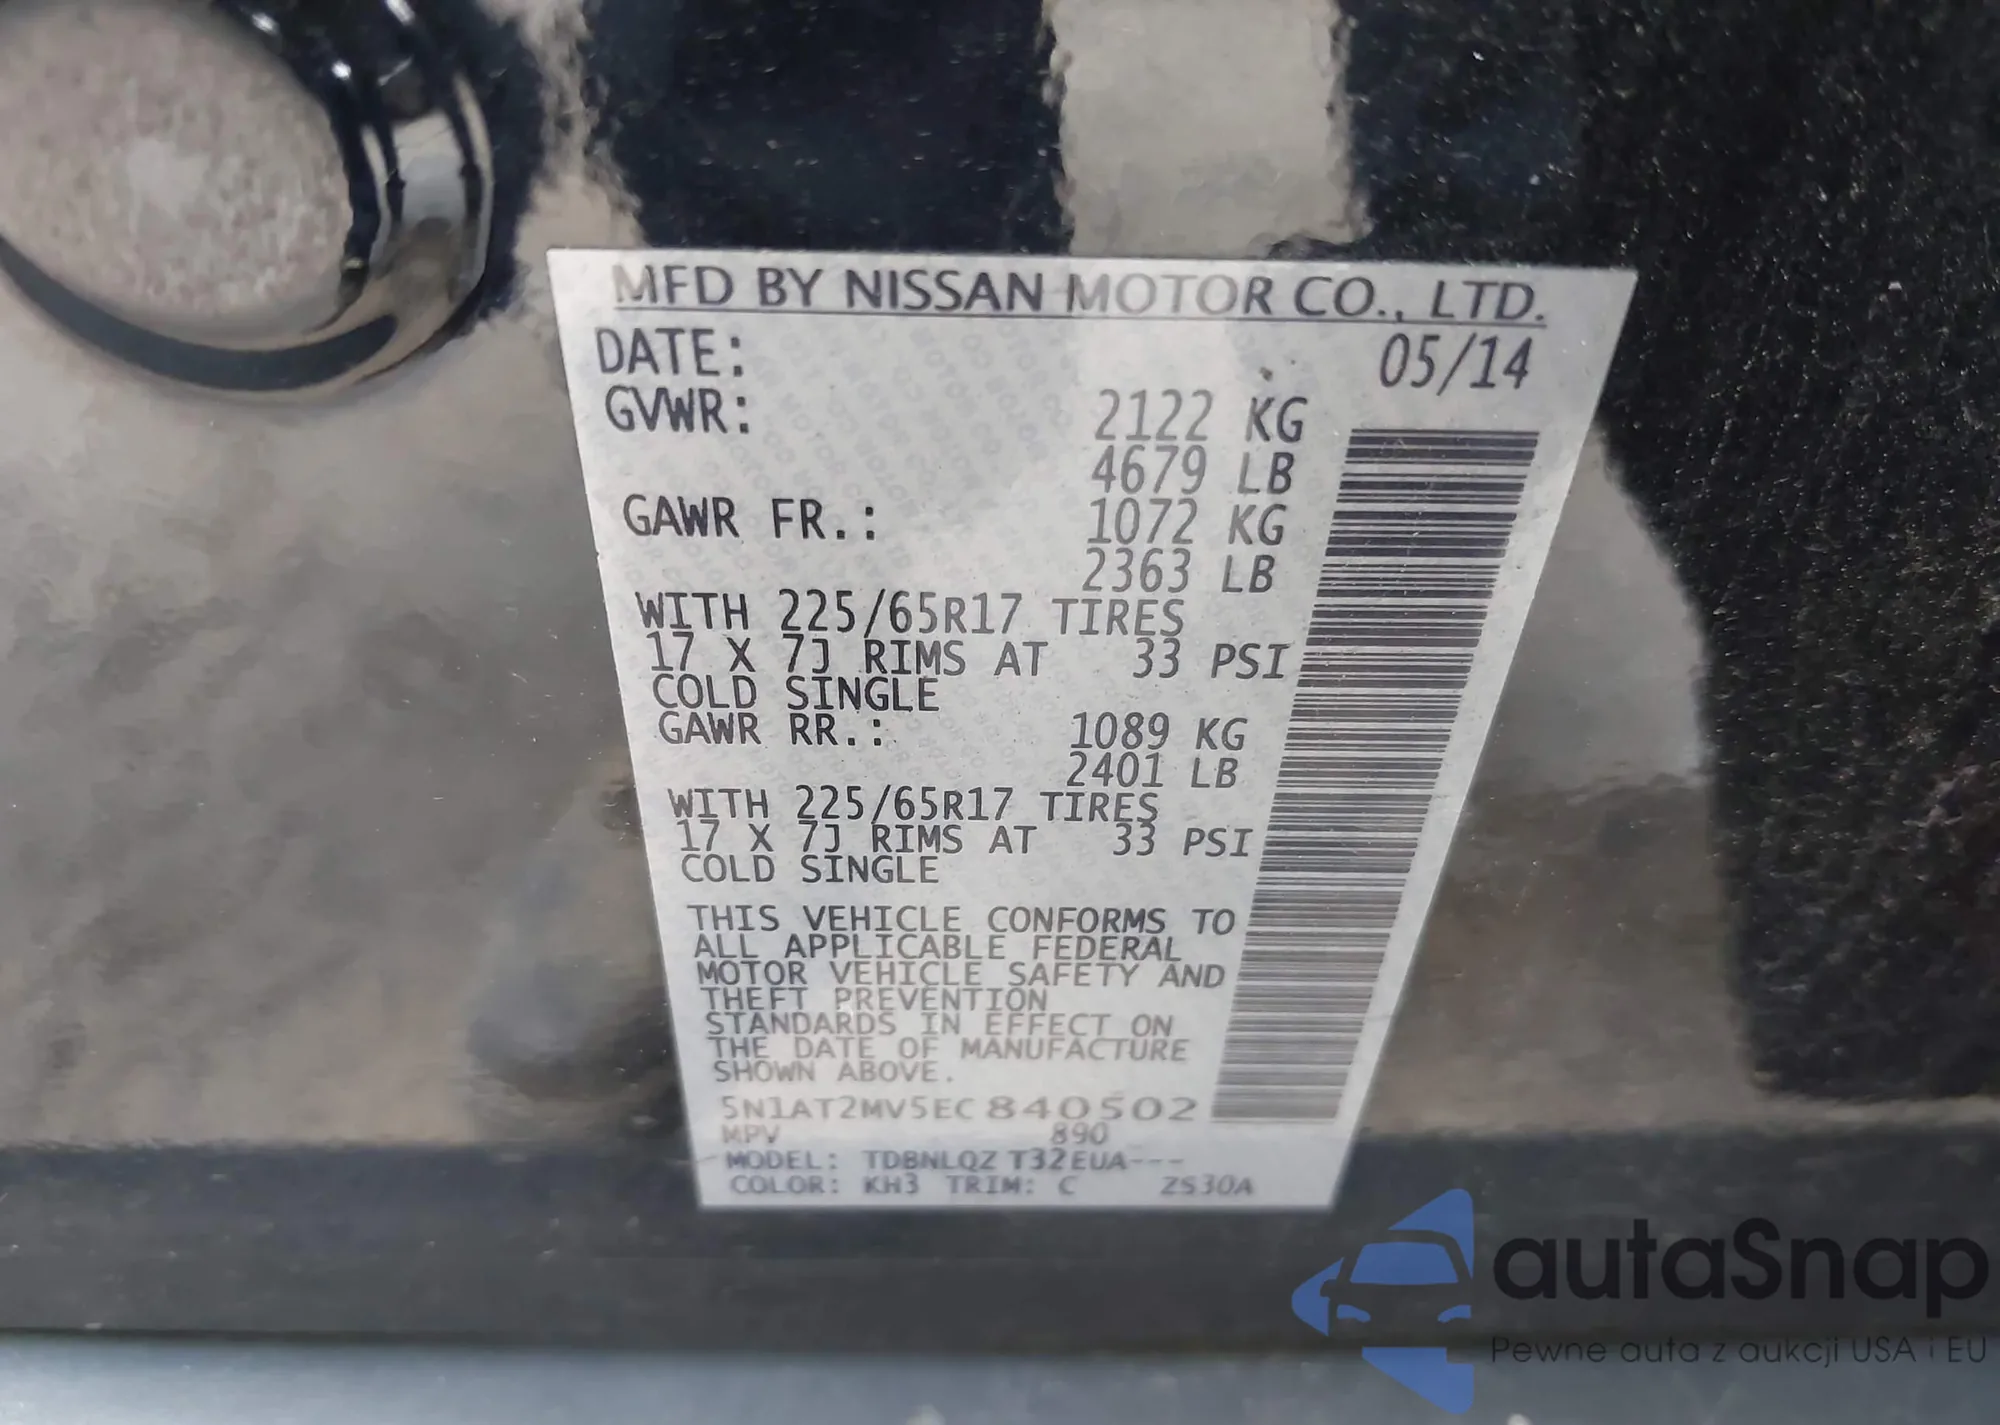 MFD BY NISSAN MOTOR CO., LTD.
DATE: 05/14
GVWR: 2122 KG
4679 LB
GAWR FR.: 1072 KG
2363 LB
WITH 225/65R17 TIRES
17 X 7J RIMS AT 33 PSI
COLD SINGLE
GAWR RR.: 1089 KG
2401 LB
WITH 225/65R17 TIRES
17 X 7J RIMS AT 33 PSI
COLD SINGLE
THIS VEHICLE CONFORMS TO
ALL APPLICABLE FEDERAL
MOTOR VEHICLE SAFETY AND
THEFT PREVENTION
STANDARDS IN EFFECT ON
THE DATE OF MANUFACTURE
SHOWN ABOVE.
5N1AT2MV5EC840502
MPV 890
MODEL: TDBNLQZ T32EUA---
COLOR: KH3 TRIM: C ZS30A
autaSnap
Pewne auta z aukcji USA i EU